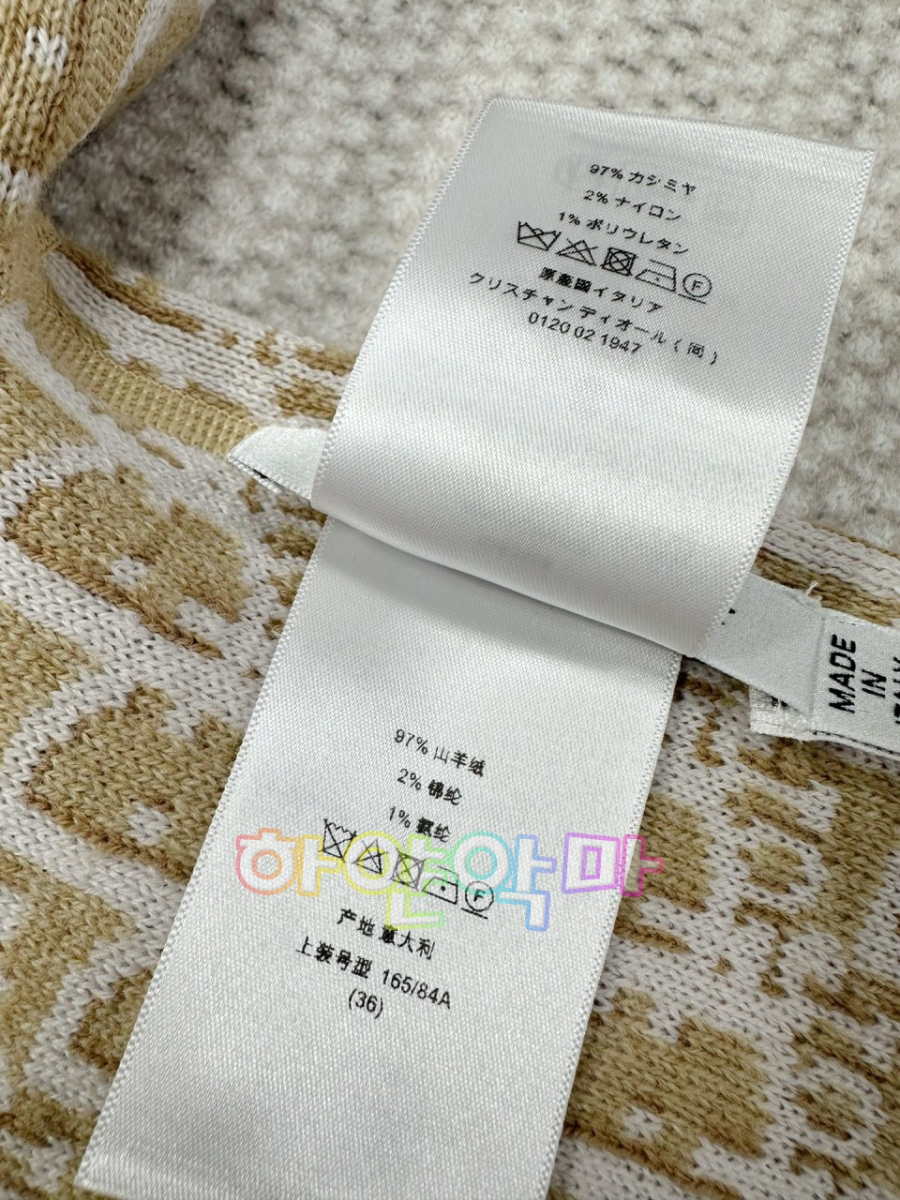 97% カシミヤ
2% ナイロン
1% ポリウレタン
F
原産國イタリア
クリスチャン ディオール ( 同 )
0120 02 1947
MADE
IN
97% 山羊绒
2% 锦纶
1% 氨纶
F
하얀악마
产地 意大利
上装号型 165/84A
(36)